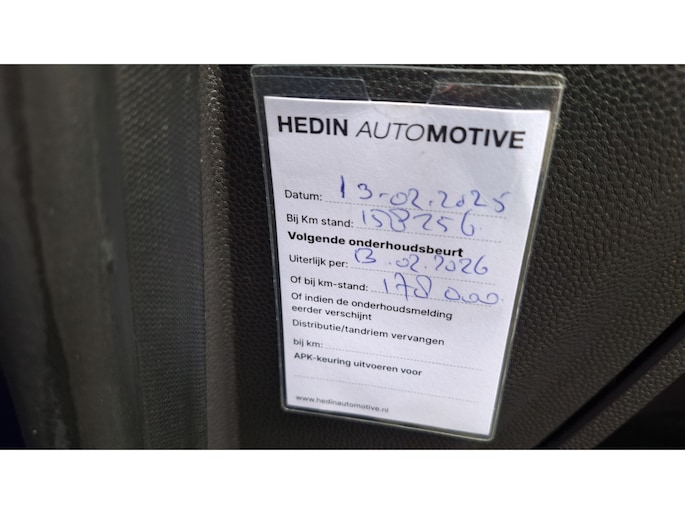 HEDIN AUTOMOTIVE
Datum: 13-02-2025
Bij Km stand: 158256
Volgende onderhoudsbeurt
Uiterlijk per: 13.02.2026
Of bij km-stand: 178000
Of indien de onderhoudsmelding
eerder verschijnt
Distributie/tandriem vervangen
bij km:
APK-keuring uitvoeren voor
www.hedinautomotive.nl